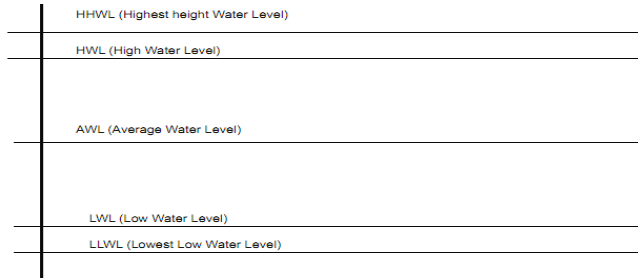 HHWL (Highest height Water Level)
HWL (High Water Level)
AWL (Average Water Level)
LWL (Low Water Level)
LLWL (Lowest Low Water Level)